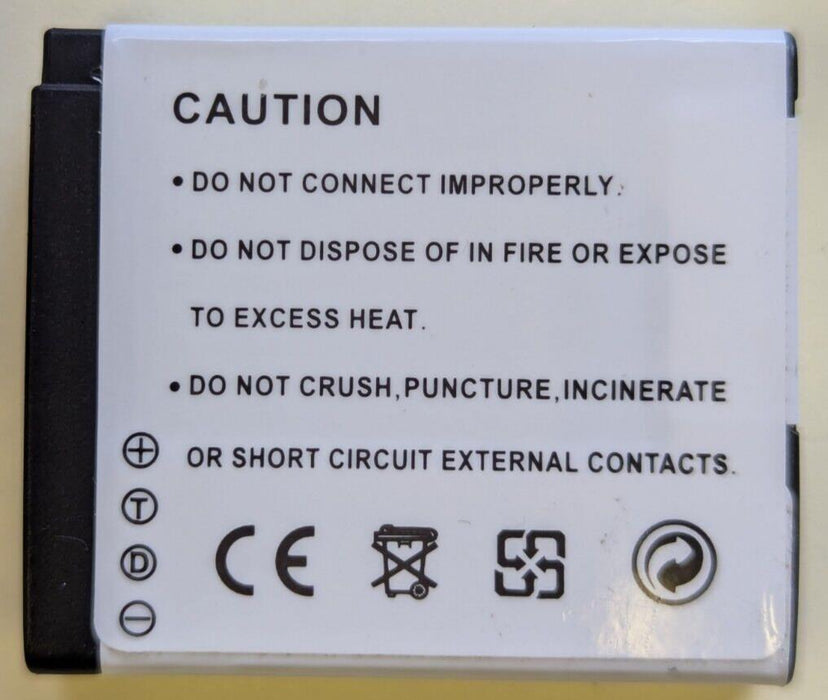 CAUTION
• DO NOT CONNECT IMPROPERLY.
• DO NOT DISPOSE OF IN FIRE OR EXPOSE
TO EXCESS HEAT.
• DO NOT CRUSH,PUNCTURE,INCINERATE
OR SHORT CIRCUIT EXTERNAL CONTACTS.
+
T
D
−
CE